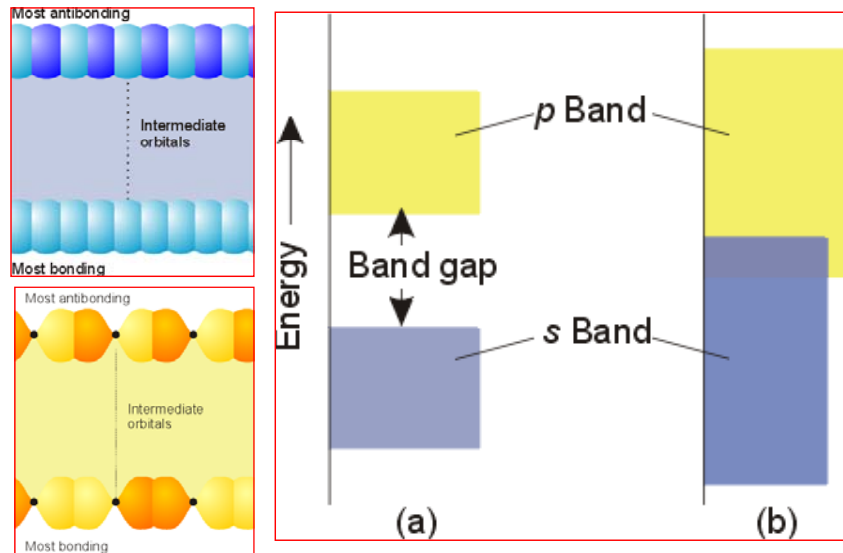 Most antibonding
Intermediate
orbitals
Most bonding
Most antibonding
Intermediate
orbitals
Most bonding
Energy
p Band
Band gap
s Band
(a)
(b)